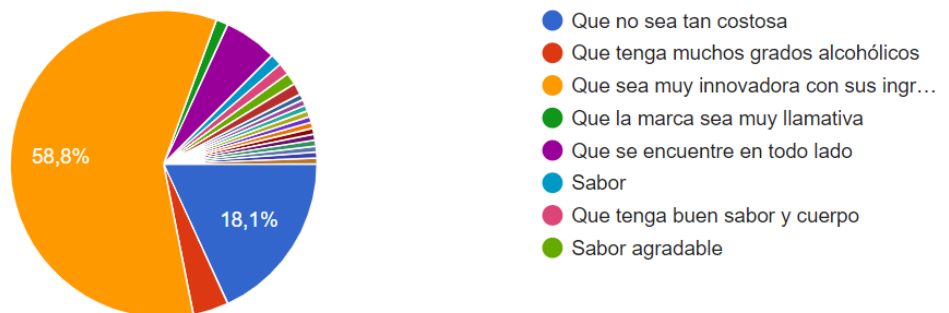 58,8%
18,1%
Que no sea tan costosa
Que tenga muchos grados alcohólicos
Que sea muy innovadora con sus ingr…
Que la marca sea muy llamativa
Que se encuentre en todo lado
Sabor
Que tenga buen sabor y cuerpo
Sabor agradable